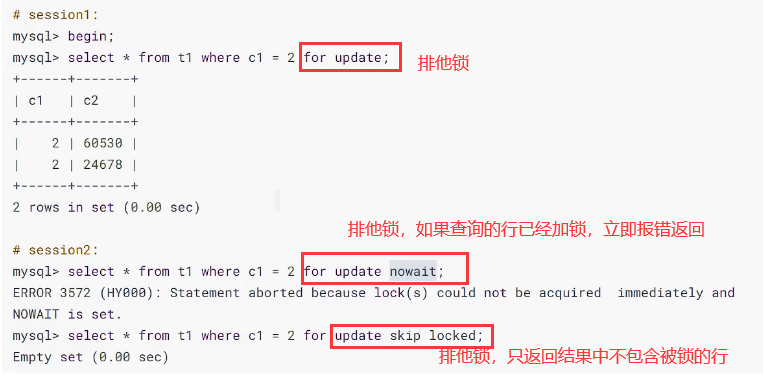 # session1:
mysql> begin;
mysql> select * from t1 where c1 = 2 for update; 排他锁
+------+-------+
| c1   | c2    |
+------+-------+
|    2 | 60530 |
|    2 | 24678 |
+------+-------+
2 rows in set (0.00 sec)
排他锁，如果查询的行已经加锁，立即报错返回
# session2:
mysql> select * from t1 where c1 = 2 for update nowait;
ERROR 3572 (HY000): Statement aborted because lock(s) could not be acquired  immediately and
NOWAIT is set.
mysql> select * from t1 where c1 = 2 for update skip locked;
Empty set (0.00 sec) 排他锁，只返回结果中不包含被锁的行